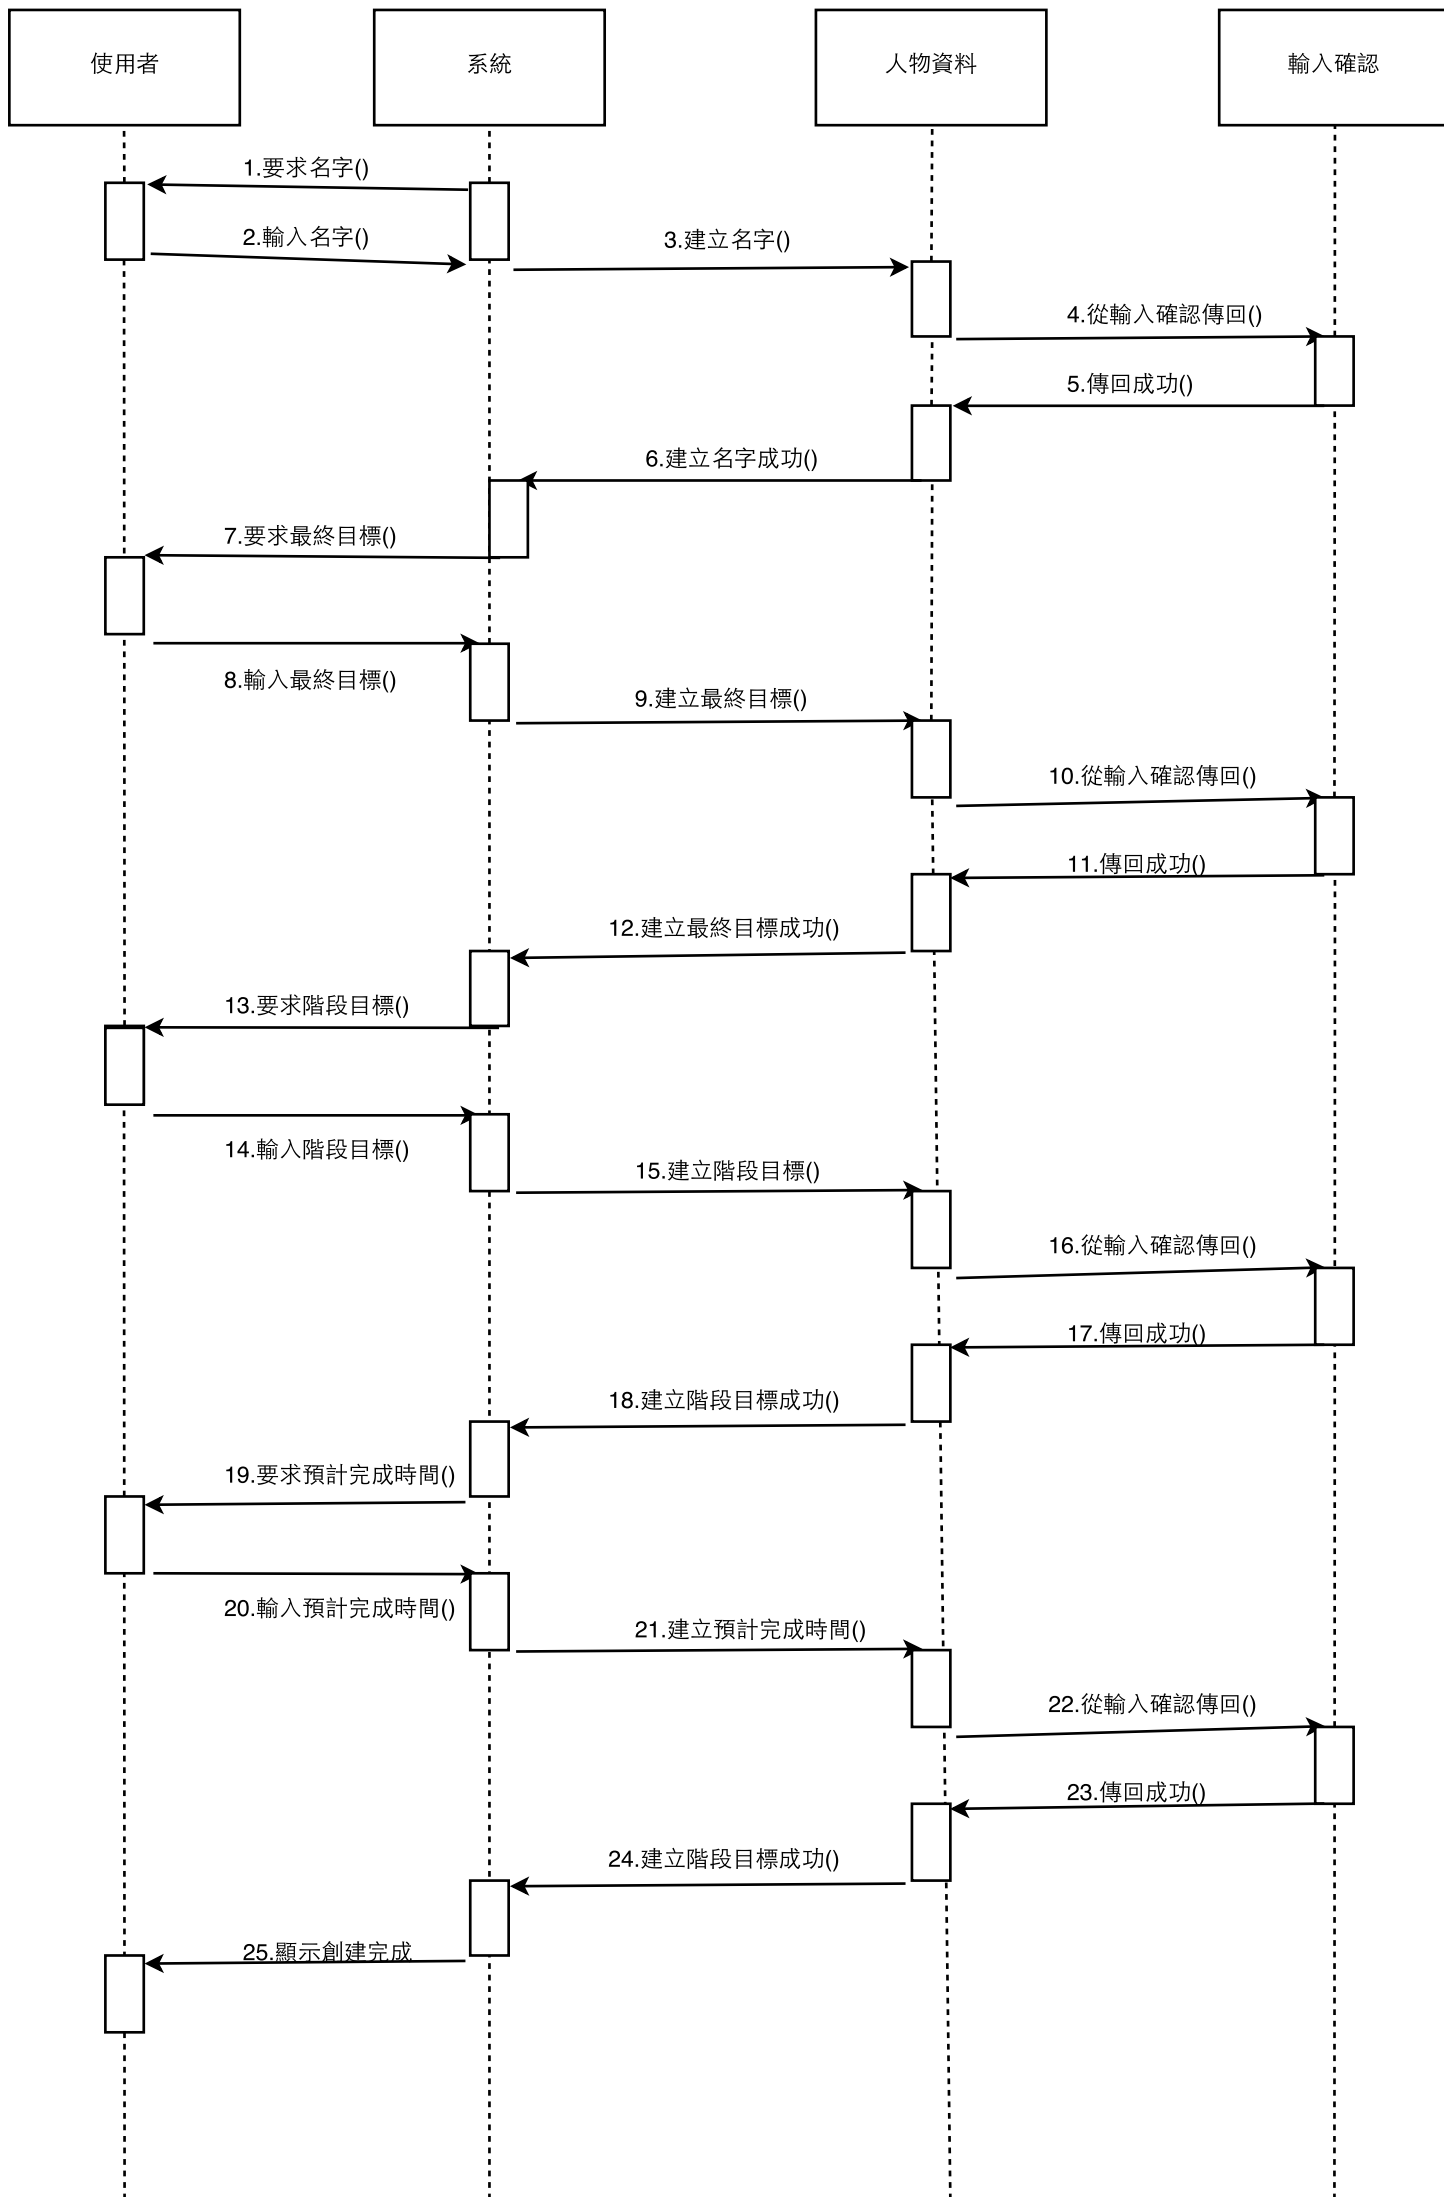 使用者
系統
人物資料
輸入確認
1.要求名字()
2.輸入名字()
3.建立名字()
4.從輸入確認傳回()
5.傳回成功()
6.建立名字成功()
7.要求最終目標()
8.輸入最終目標()
9.建立最終目標()
10.從輸入確認傳回()
11.傳回成功()
12.建立最終目標成功()
13.要求階段目標()
14.輸入階段目標()
15.建立階段目標()
16.從輸入確認傳回()
17.傳回成功()
18.建立階段目標成功()
19.要求預計完成時間()
20.輸入預計完成時間()
21.建立預計完成時間()
22.從輸入確認傳回()
23.傳回成功()
24.建立階段目標成功()
25.顯示創建完成